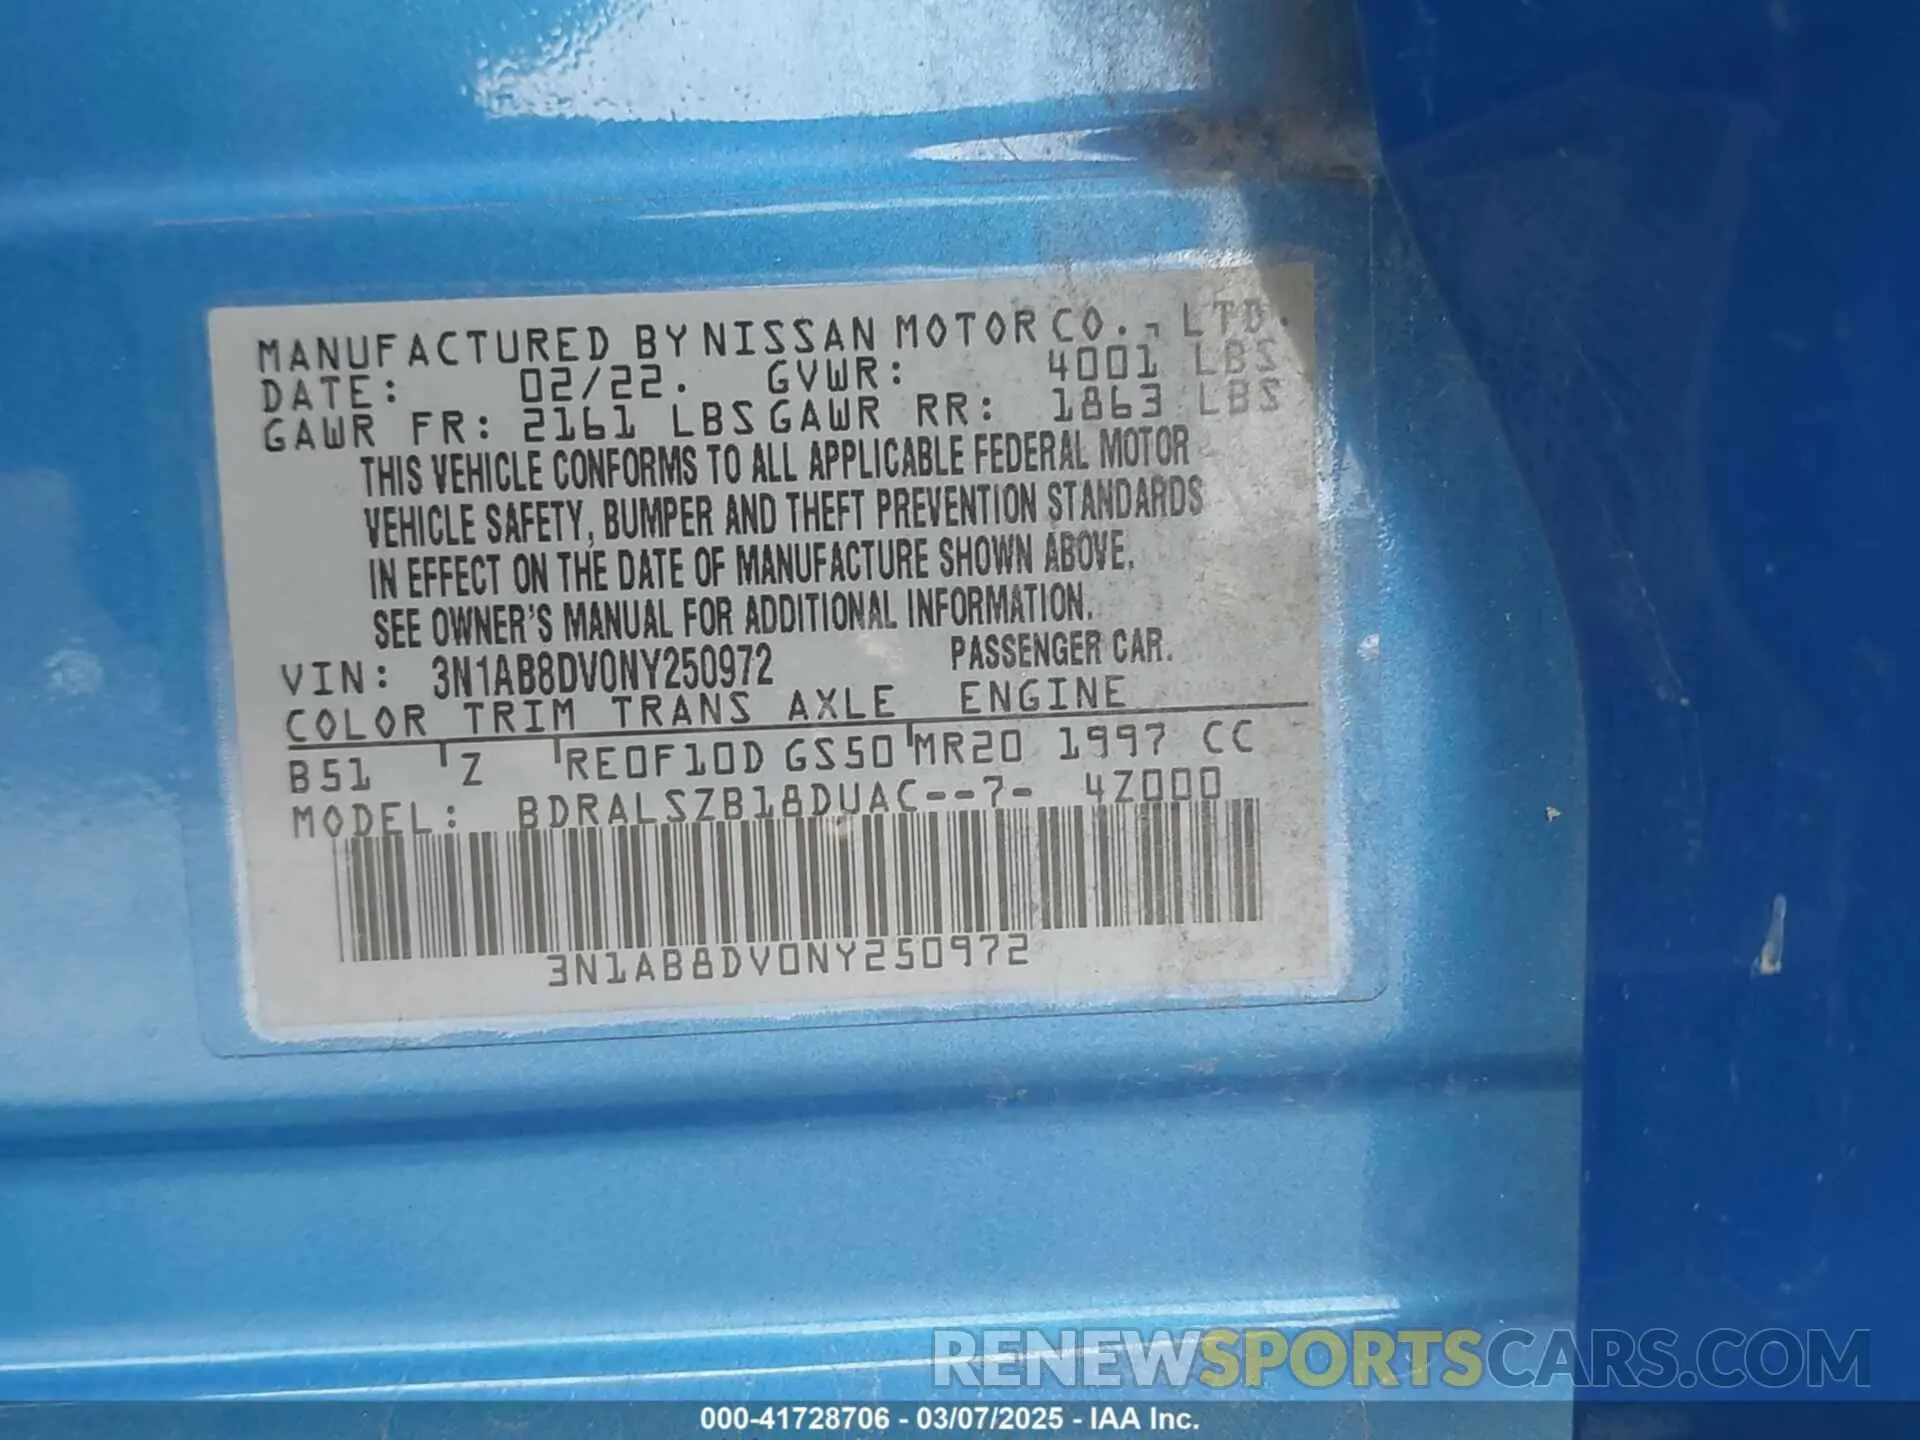 MANUFACTURED BY NISSAN MOTOR CO., LTD.
DATE: 02/22. GVWR: 4001 LBS
GAWR FR: 2161 LBS GAWR RR: 1863 LBS
THIS VEHICLE CONFORMS TO ALL APPLICABLE FEDERAL MOTOR
VEHICLE SAFETY, BUMPER AND THEFT PREVENTION STANDARDS
IN EFFECT ON THE DATE OF MANUFACTURE SHOWN ABOVE.
SEE OWNER'S MANUAL FOR ADDITIONAL INFORMATION.
VIN: 3N1AB8DV0NY250972 PASSENGER CAR.
COLOR TRIM TRANS AXLE ENGINE
B51 Z RE0F10D GS50 MR20 1997 CC
MODEL: BDRALSZB18DUAC--7- 4Z000
3N1AB8DV0NY250972
RENEWSPORTSCARS.COM
000-41728706 - 03/07/2025 - IAA Inc.